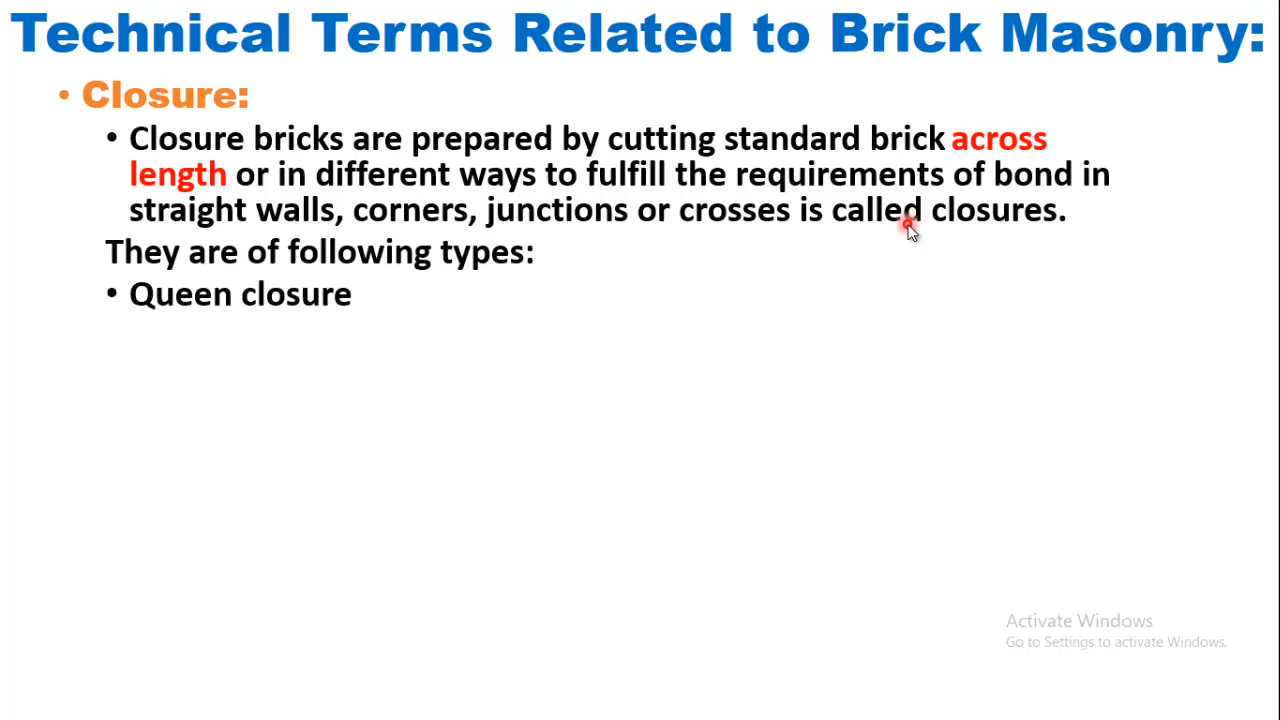 Technical Terms Related to Brick Masonry:
• Closure:
• Closure bricks are prepared by cutting standard brick across
length or in different ways to fulfill the requirements of bond in
straight walls, corners, junctions or crosses is called closures.
They are of following types:
• Queen closure
Activate Windows
Go to Settings to activate Windows.